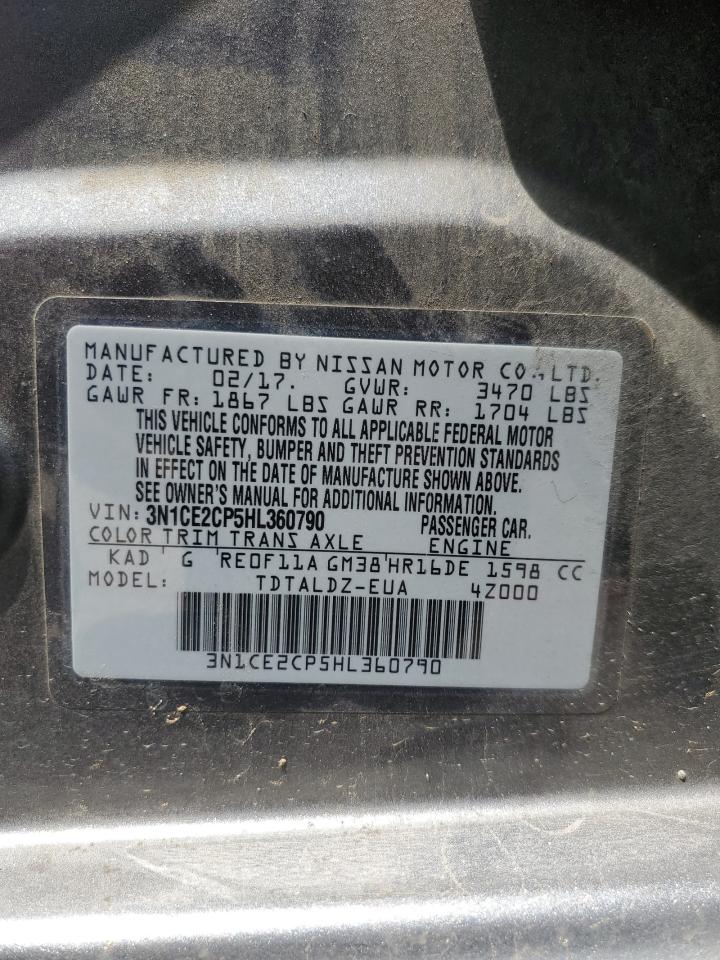 MANUFACTURED BY NISSAN MOTOR CO.,LTD.
DATE: 02/17. GVWR: 3470 LBS
GAWR FR: 1867 LBS GAWR RR: 1704 LBS
THIS VEHICLE CONFORMS TO ALL APPLICABLE FEDERAL MOTOR
VEHICLE SAFETY, BUMPER AND THEFT PREVENTION STANDARDS
IN EFFECT ON THE DATE OF MANUFACTURE SHOWN ABOVE.
SEE OWNER'S MANUAL FOR ADDITIONAL INFORMATION.
VIN: 3N1CE2CP5HL360790 PASSENGER CAR.
COLOR TRIM TRANS AXLE ENGINE
KAD G RE0F11A GM38 HR16DE 1598 CC
MODEL: TDTALDZ-EUA 4Z000
3N1CE2CP5HL360790